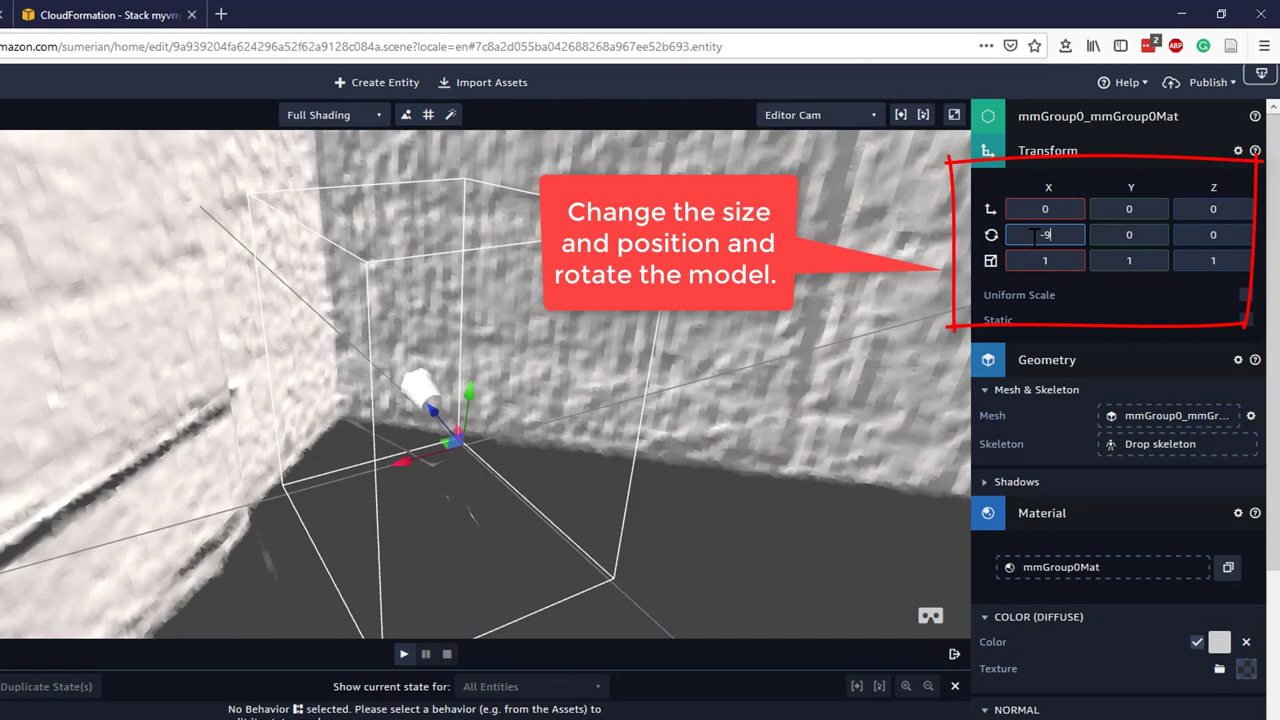 CloudFormation - Stack myvrr
mazon.com/sumerian/home/edit/9a939204fa624296a52f62a9128c084a.scene?locale=en#7c8a2d055ba042688268a967ee52b693.entity
2
ABP
Create Entity
Import Assets
Help
Publish
Full Shading
Editor Cam
mmGroup0_mmGroup0Mat
Transform
X Y Z
0 0 0
-9 0 0
1 1 1
Uniform Scale
Static
Change the size
and position and
rotate the model.
Geometry
Mesh & Skeleton
Mesh mmGroup0_mmGr...
Skeleton Drop skeleton
Shadows
Material
mmGroup0Mat
COLOR (DIFFUSE)
Color
Texture
NORMAL
Duplicate State(s)
Show current state for: All Entities
No Behavior selected. Please select a behavior (e.g. from the Assets) to